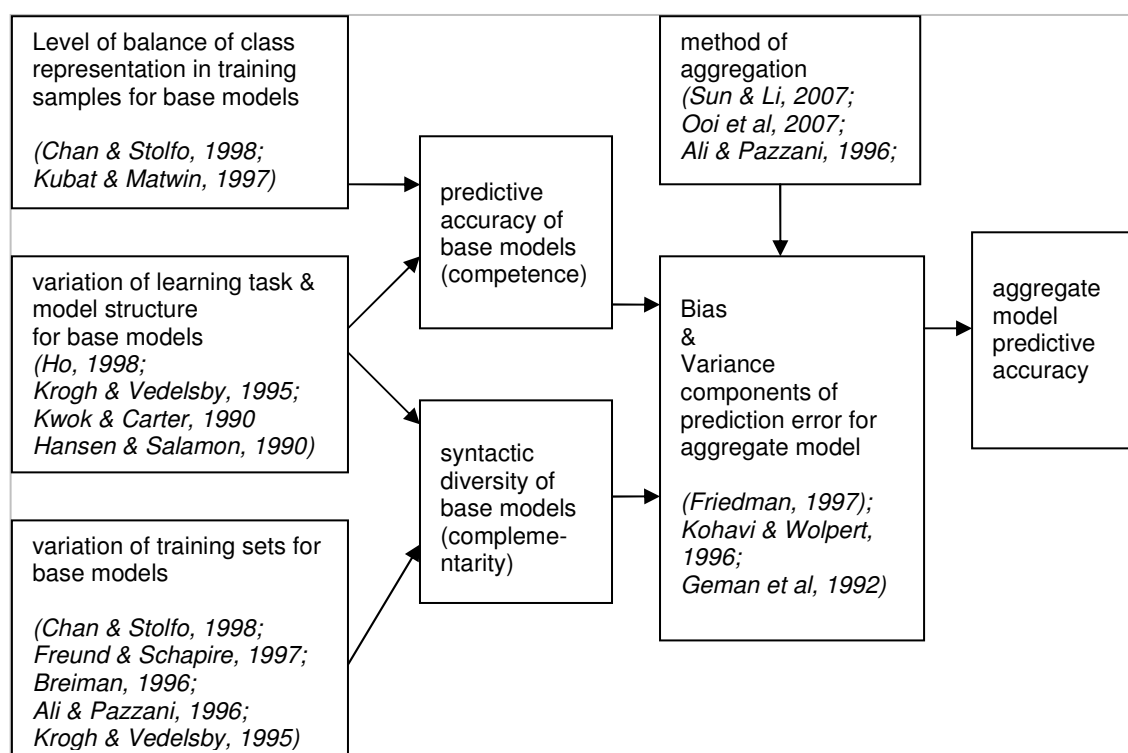 Level of balance of class
representation in training
samples for base models
(Chan & Stolfo, 1998;
Kubat & Matwin, 1997)
variation of learning task &
model structure
for base models
(Ho, 1998;
Krogh & Vedelsby, 1995;
Kwok & Carter, 1990
Hansen & Salamon, 1990)
variation of training sets for
base models
(Chan & Stolfo, 1998;
Freund & Schapire, 1997;
Breiman, 1996;
Ali & Pazzani, 1996;
Krogh & Vedelsby, 1995)
predictive
accuracy of
base models
(competence)
syntactic
diversity of
base models
(compleme-
ntarity)
method of
aggregation
(Sun & Li, 2007;
Ooi et al, 2007;
Ali & Pazzani, 1996;
Bias
&
Variance
components of
prediction error for
aggregate model
(Friedman, 1997);
Kohavi & Wolpert,
1996;
Geman et al, 1992)
aggregate
model
predictive
accuracy